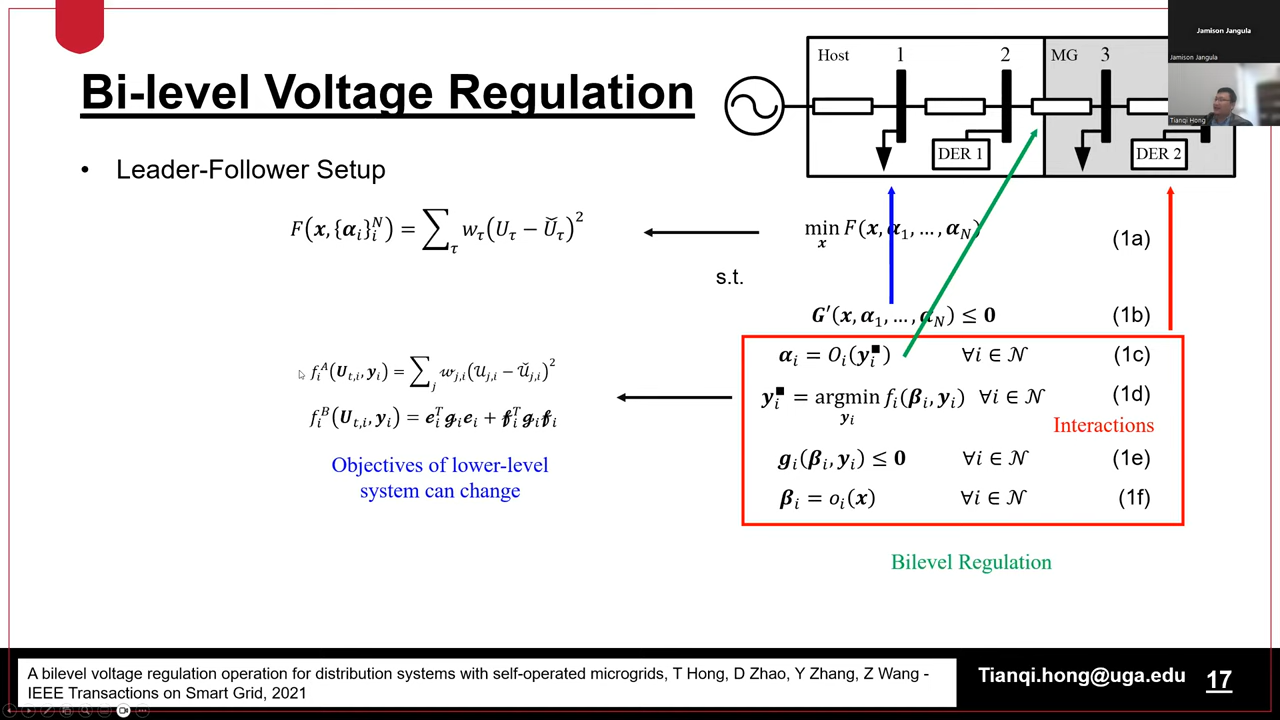 Jamison Jangula
Jamison Jangula
Tianqi Hong
Bi-level Voltage Regulation
Host 1 2 MG 3
DER 1 DER 2
• Leader-Follower Setup
F(x, {α_i}_i^N) = ∑_τ w_τ(U_τ − Ǔ_τ)^2
min_x F(x, α_1, …, α_N) (1a)
s.t.
G′(x, α_1, …, α_N) ≤ 0 (1b)
α_i = O_i(y_i^■) ∀i ∈ 𝒩 (1c)
f_i^A(U_{t,i}, y_i) = ∑_j w_{j,i}(𝒰_{j,i} − 𝒰̌_{j,i})^2
y_i^■ = argmin_{y_i} f_i(β_i, y_i) ∀i ∈ 𝒩 (1d)
f_i^B(U_{t,i}, y_i) = e_i^T g_i e_i + f_i^T g_i f_i
Interactions
g_i(β_i, y_i) ≤ 0 ∀i ∈ 𝒩 (1e)
Objectives of lower-level
system can change
β_i = o_i(x) ∀i ∈ 𝒩 (1f)
Bilevel Regulation
A bilevel voltage regulation operation for distribution systems with self-operated microgrids, T Hong, D Zhao, Y Zhang, Z Wang -
IEEE Transactions on Smart Grid, 2021
Tianqi.hong@uga.edu 17